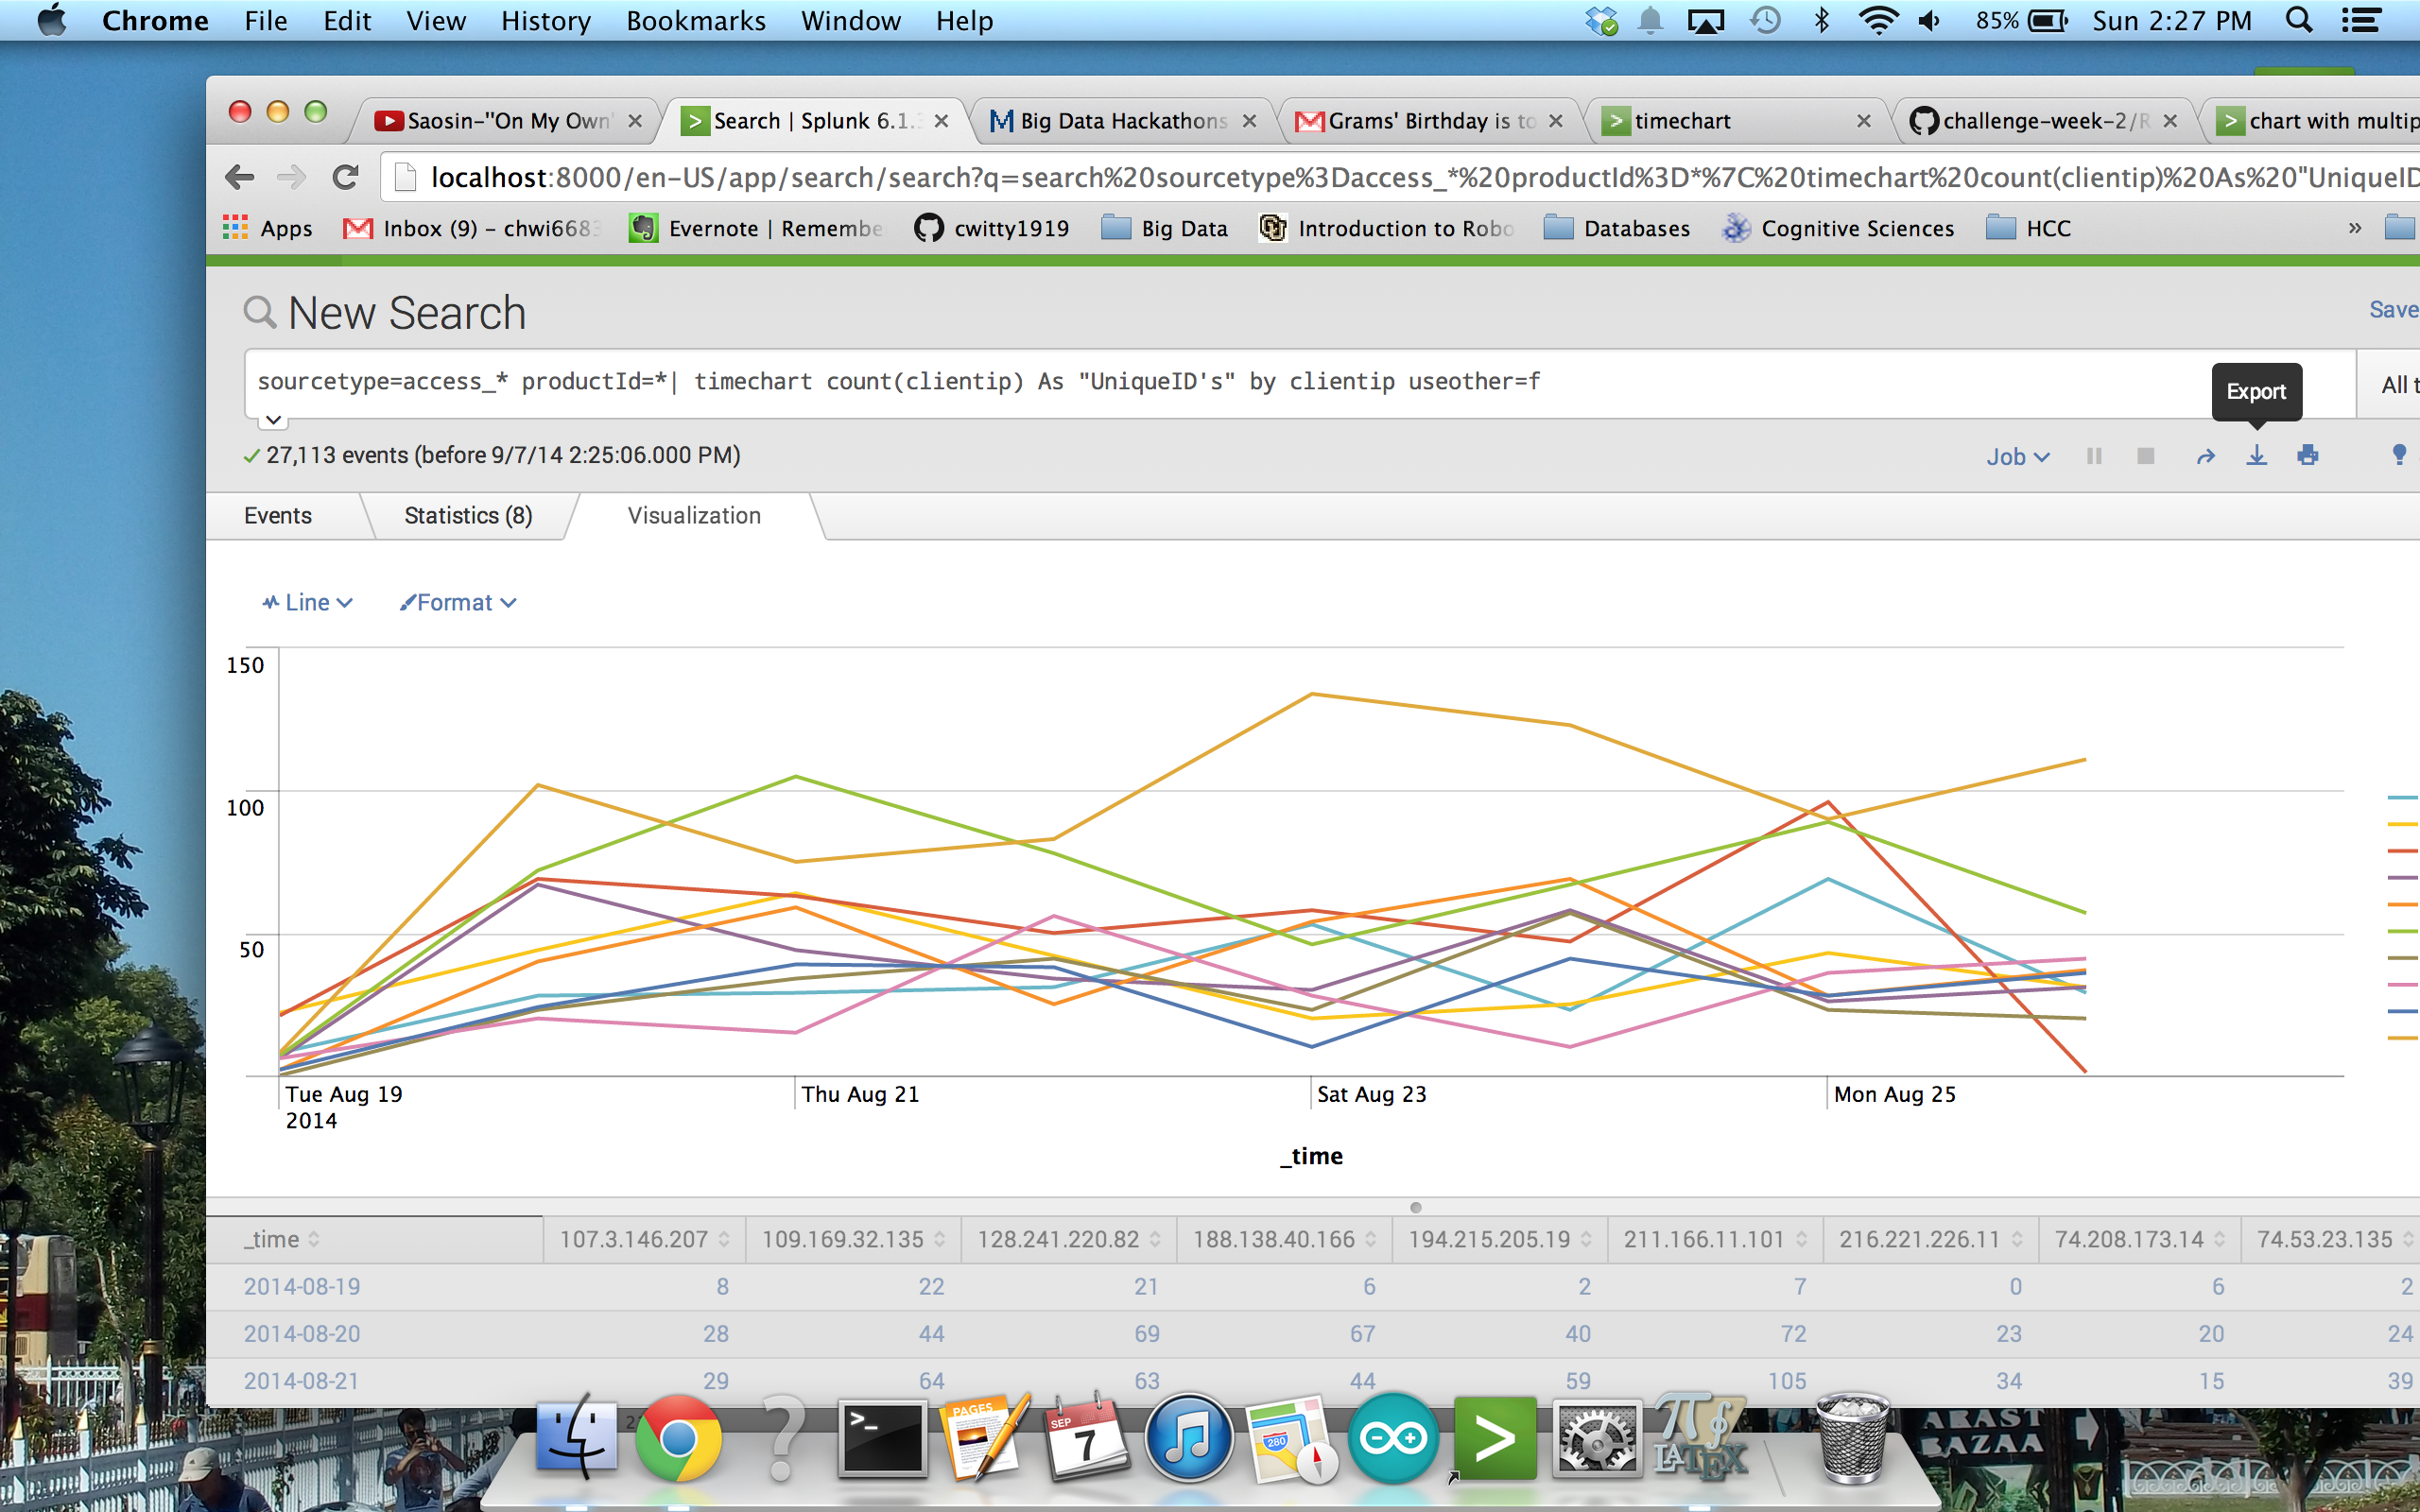 Chrome File Edit View History Bookmarks Window Help 85% Sun 2:27 PM
Saosin-"On My Own" Search | Splunk 6.1.3 Big Data Hackathons Grams' Birthday is to timechart challenge-week-2/R chart with multip
localhost:8000/en-US/app/search/search?q=search%20sourcetype%3Daccess_*%20productId%3D*%7C%20timechart%20count(clientip)%20As%20"UniqueID
Apps Inbox (9) – chwi6683 Evernote | Remembe cwitty1919 Big Data Introduction to Robo Databases Cognitive Sciences HCC »
New Search
Save
sourcetype=access_* productId=*| timechart count(clientip) As "UniqueID's" by clientip useother=f
All t
Export
27,113 events (before 9/7/14 2:25:06.000 PM)
Job
Events Statistics (8) Visualization
Line Format
150
100
50
Tue Aug 19 Thu Aug 21 Sat Aug 23 Mon Aug 25
2014
_time
_time 107.3.146.207 109.169.32.135 128.241.220.82 188.138.40.166 194.215.205.19 211.166.11.101 216.221.226.11 74.208.173.14 74.53.23.135
2014-08-19 8 22 21 6 2 7 0 6 2
2014-08-20 28 44 69 67 40 72 23 20 24
2014-08-21 29 64 63 44 59 105 34 15 39
PAGES
SEP
7
280
LATEX
ARAST
BAZAA